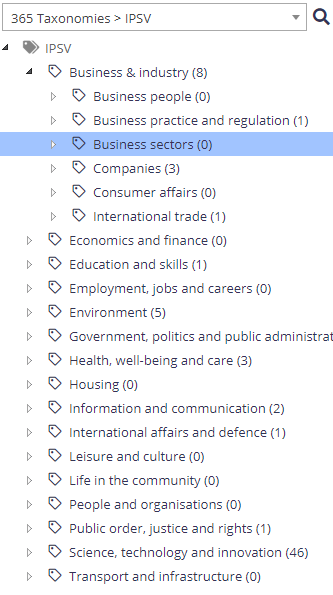 365 Taxonomies > IPSV
IPSV
Business & industry (8)
Business people (0)
Business practice and regulation (1)
Business sectors (0)
Companies (3)
Consumer affairs (0)
International trade (1)
Economics and finance (0)
Education and skills (1)
Employment, jobs and careers (0)
Environment (5)
Government, politics and public administrat
Health, well-being and care (3)
Housing (0)
Information and communication (2)
International affairs and defence (1)
Leisure and culture (0)
Life in the community (0)
People and organisations (0)
Public order, justice and rights (1)
Science, technology and innovation (46)
Transport and infrastructure (0)